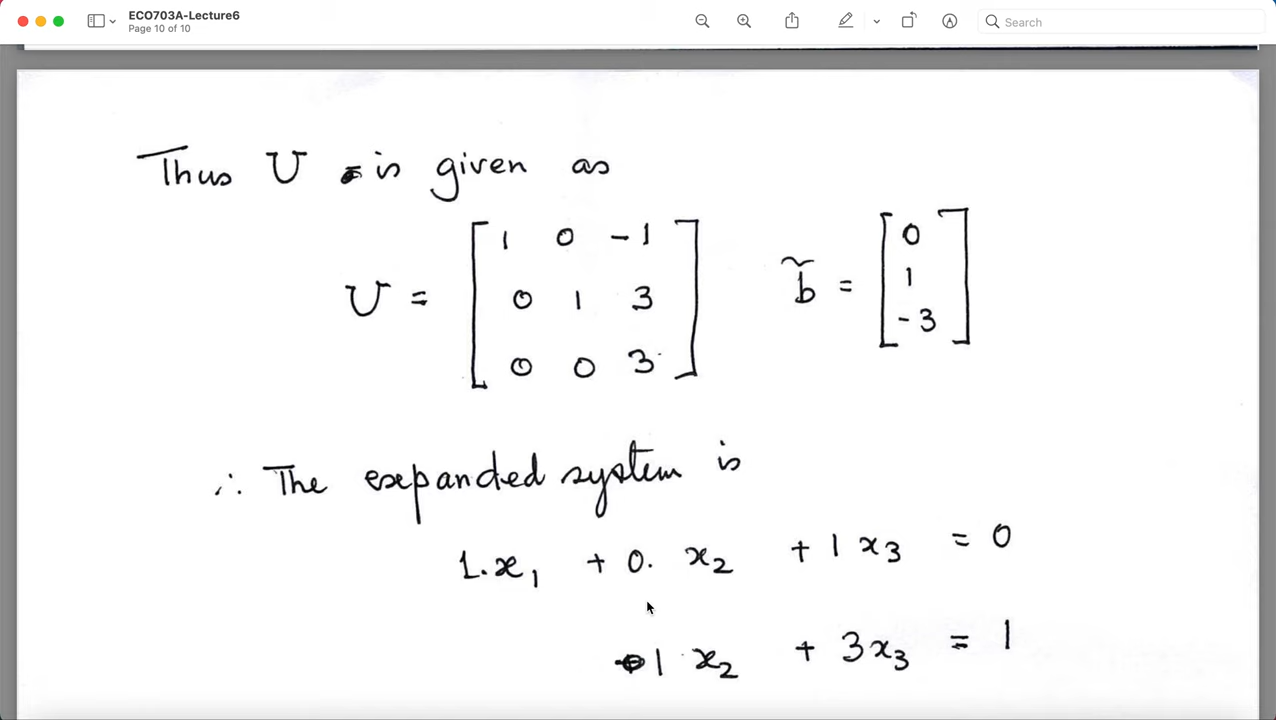 ECO703A-Lecture6
Page 10 of 10
Search
Thus U is given as
U = [ 1 0 -1
0 1 3
0 0 3 ]
b̃ = [ 0
1
-3 ]
∴ The expanded system is
1.x₁ + 0. x₂ + 1 x₃ = 0
1 x₂ + 3x₃ = 1